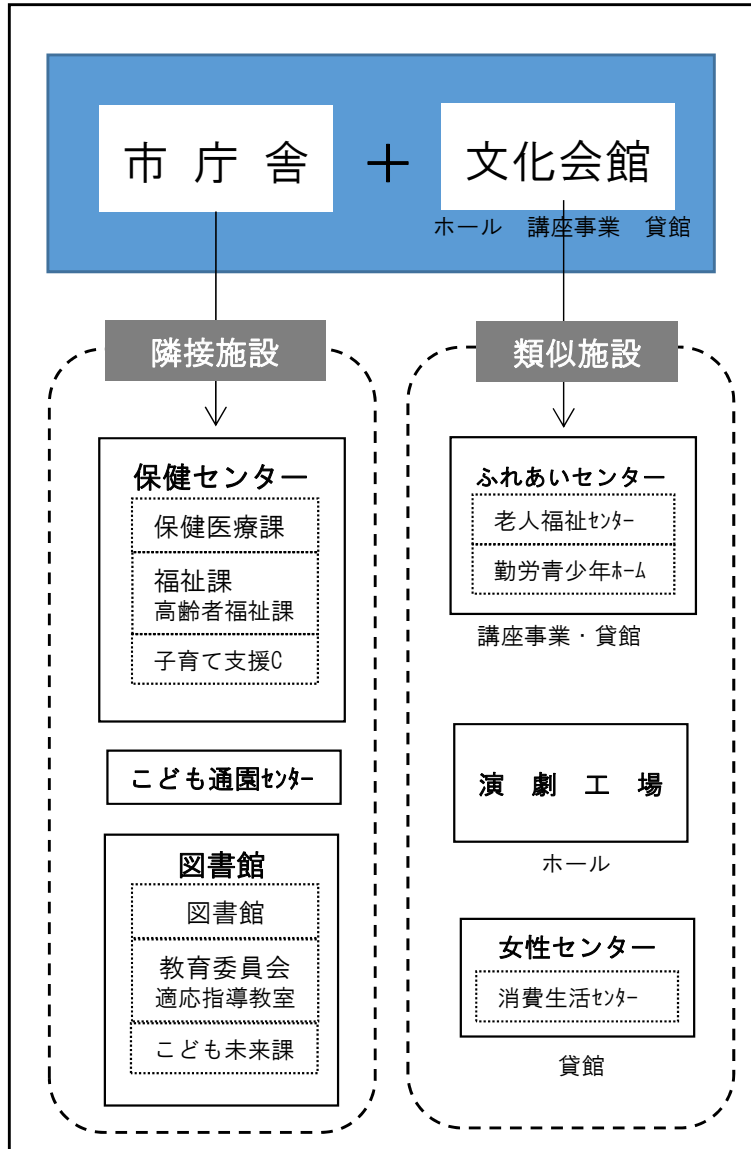 市 庁 舎 ＋ 文化会館
ホール　講座事業　貸館
隣接施設
保健センター
保健医療課
福祉課
高齢者福祉課
子育て支援C
こども通園ｾﾝﾀｰ
図書館
図書館
教育委員会
適応指導教室
こども未来課
類似施設
ふれあいセンター
老人福祉ｾﾝﾀｰ
勤労青少年ﾎｰﾑ
講座事業・貸館
演　劇　工　場
ホール
女性センター
消費生活ｾﾝﾀｰ
貸館